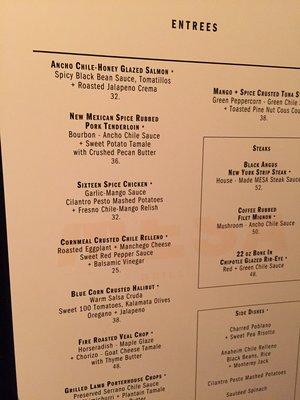 ENTREES
ANCHO CHILE-HONEY GLAZED SALMON •
Spicy Black Bean Sauce, Tomatillos
+ Roasted Jalapeno Crema
32.
NEW MEXICAN SPICE RUBBED
PORK TENDERLOIN •
Bourbon - Ancho Chile Sauce
+ Sweet Potato Tamale
with Crushed Pecan Butter
36.
SIXTEEN SPICE CHICKEN •
Garlic-Mango Sauce
Cilantro Pesto Mashed Potatoes
+ Fresno Chile-Mango Relish
32.
CORNMEAL CRUSTED CHILE RELLENO •
Roasted Eggplant + Manchego Cheese
Sweet Red Pepper Sauce
+ Balsamic Vinegar
25.
BLUE CORN CRUSTED HALIBUT •
Warm Salsa Cruda
Sweet 100 Tomatoes, Kalamata Olives
Oregano + Jalapeno
38.
FIRE ROASTED VEAL CHOP •
Horseradish - Maple Glaze
+ Chorizo - Goat Cheese Tamale
with Thyme Butter
48.
GRILLED LAMB PORTERHOUSE CHOPS •
Preserved Serrano Chile Sauce
+ Plantain Tamale
MANGO + SPICE CRUSTED TUNA
Green Peppercorn - Green Chile
+ Toasted Pine Nut Cous
38.
STEAKS
BLACK ANGUS
NEW YORK STRIP STEAK •
House - Made MESA Steak Sauce
52.
COFFEE RUBBED
FILET MIGNON •
Mushroom - Ancho Chile Sauce
50.
22 OZ BONE IN
CHIPOTLE GLAZED RIB-EYE •
Red + Green Chile Sauce
48.
SIDE DISHES •
Charred Poblano
+ Sweet Pea Risotto
Anaheim Chile Relleno
Black Beans, Rice
+ Monterey Jack
Cilantro Pesto Mashed Potatoes
Sautéed Spinach